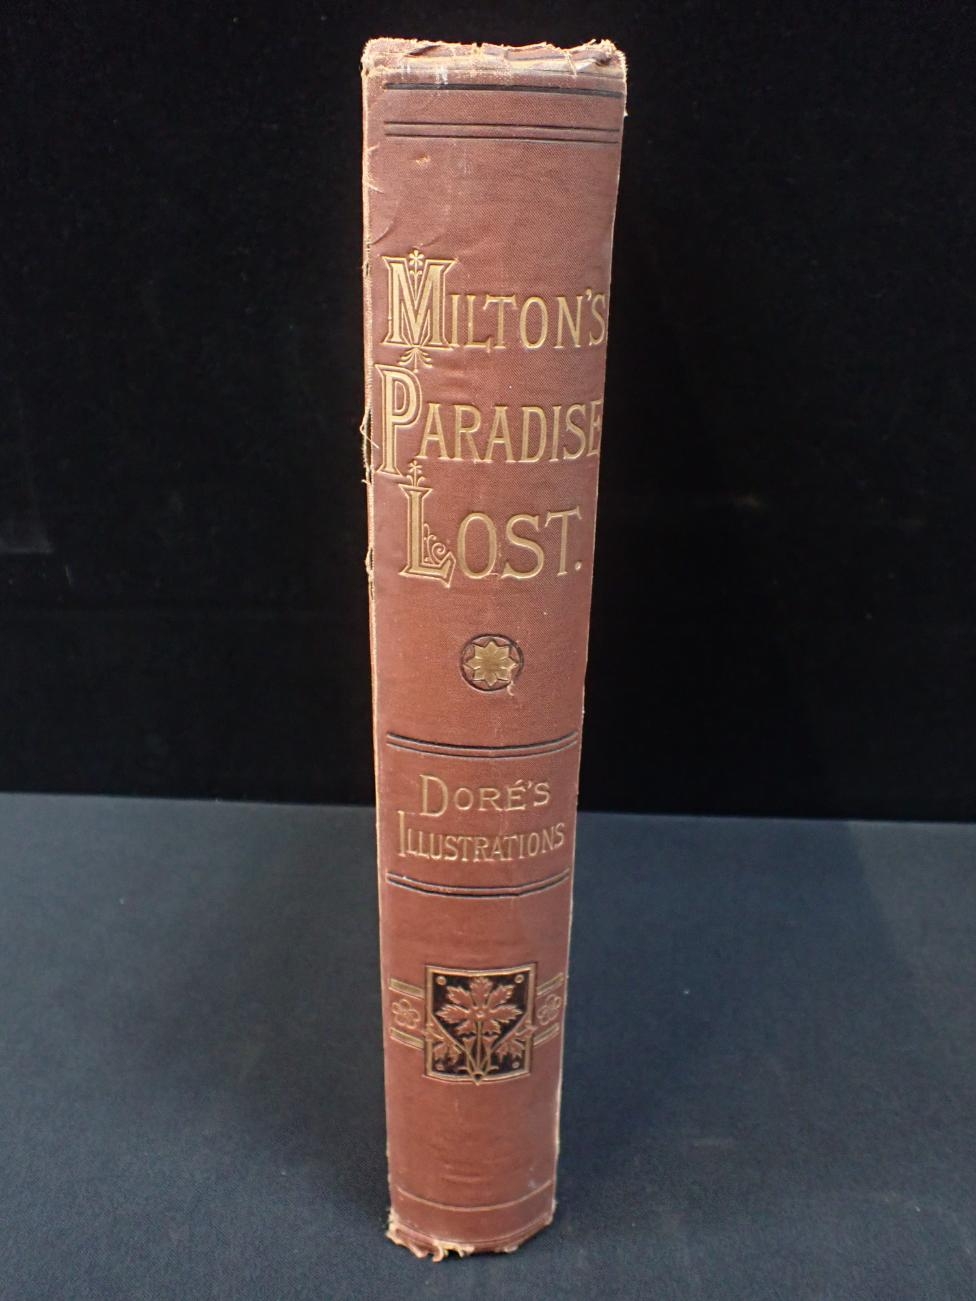 MILTON'S
PARADISE
LOST.
DORÉ'S
ILLUSTRATIONS